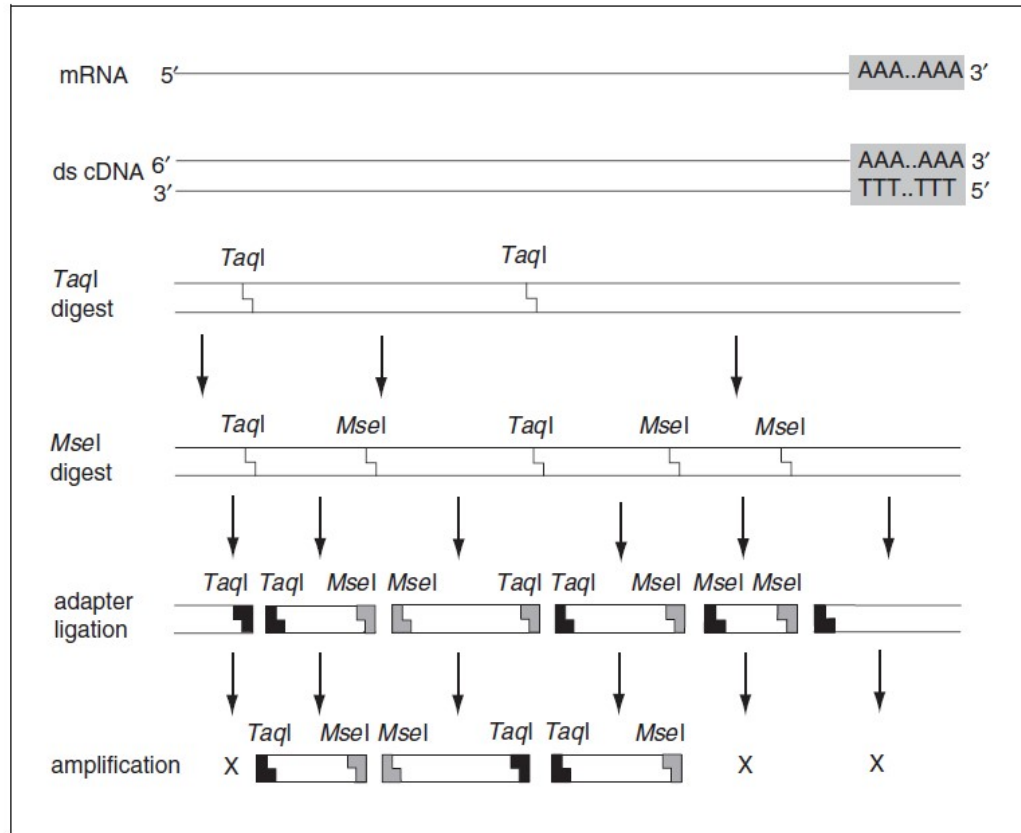 mRNA 5′ AAA..AAA 3′
ds cDNA 6′ AAA..AAA 3′
3′ TTT..TTT 5′
TaqI TaqI
TaqI
digest
TaqI MseI TaqI MseI MseI
MseI
digest
TaqI TaqI MseI MseI TaqI TaqI MseI MseI MseI
adapter
ligation
TaqI MseI MseI TaqI TaqI MseI
amplification X X X